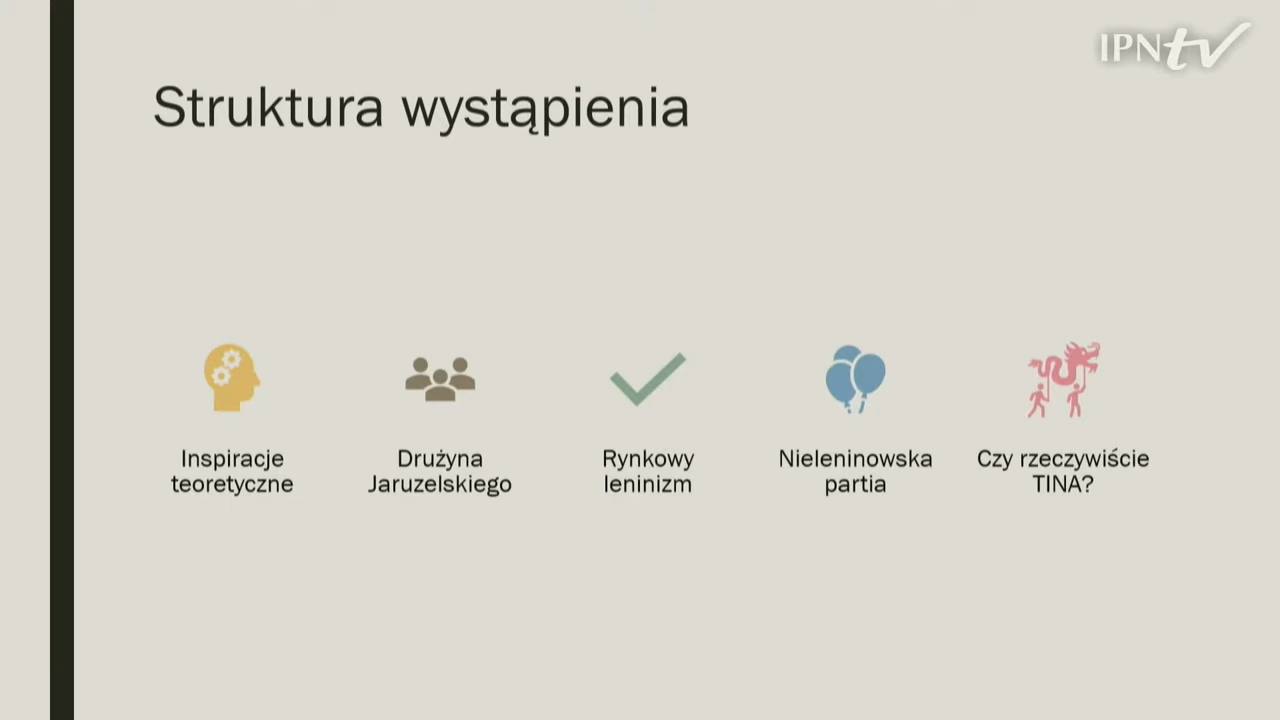 IPNtv
Struktura wystąpienia
Inspiracje
teoretyczne
Drużyna
Jaruzelskiego
Rynkowy
leninizm
Nieleninowska
partia
Czy rzeczywiście
TINA?